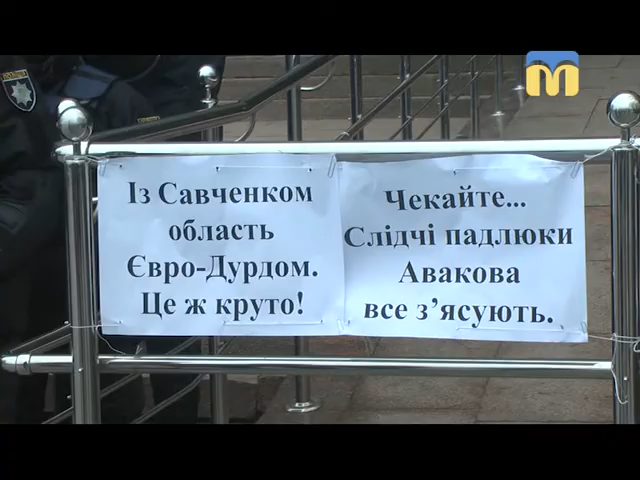 Із Савченком
область
Євро-Дурдом.
Це ж круто!
Чекайте...
Слідчі падлюки
Авакова
все з’ясують.